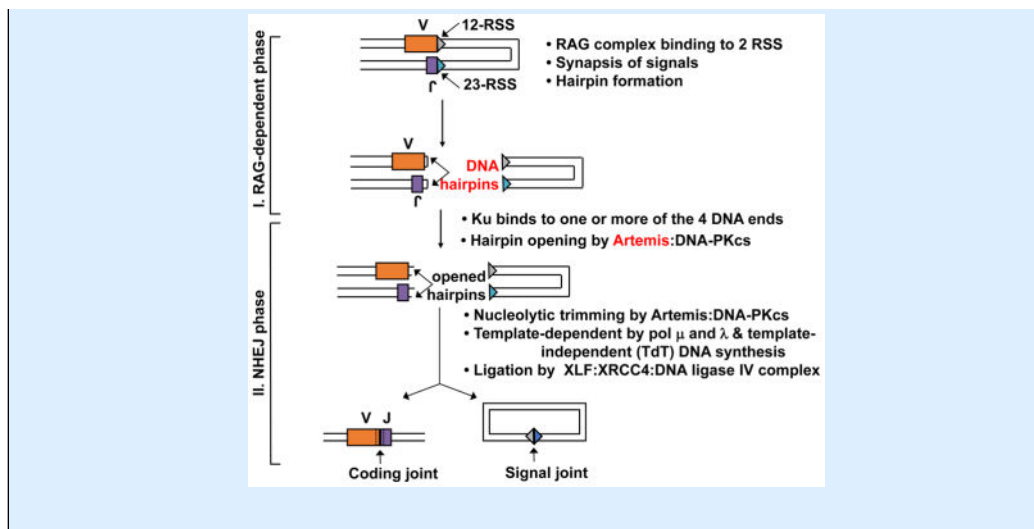 V
12-RSS
23-RSS
J
I. RAG-dependent phase
• RAG complex binding to 2 RSS
• Synapsis of signals
• Hairpin formation
V
DNA
hairpins
J
• Ku binds to one or more of the 4 DNA ends
• Hairpin opening by Artemis:DNA-PKcs
II. NHEJ phase
opened
hairpins
• Nucleolytic trimming by Artemis:DNA-PKcs
• Template-dependent by pol μ and λ & template-
independent (TdT) DNA synthesis
• Ligation by XLF:XRCC4:DNA ligase IV complex
V J
Coding joint
Signal joint